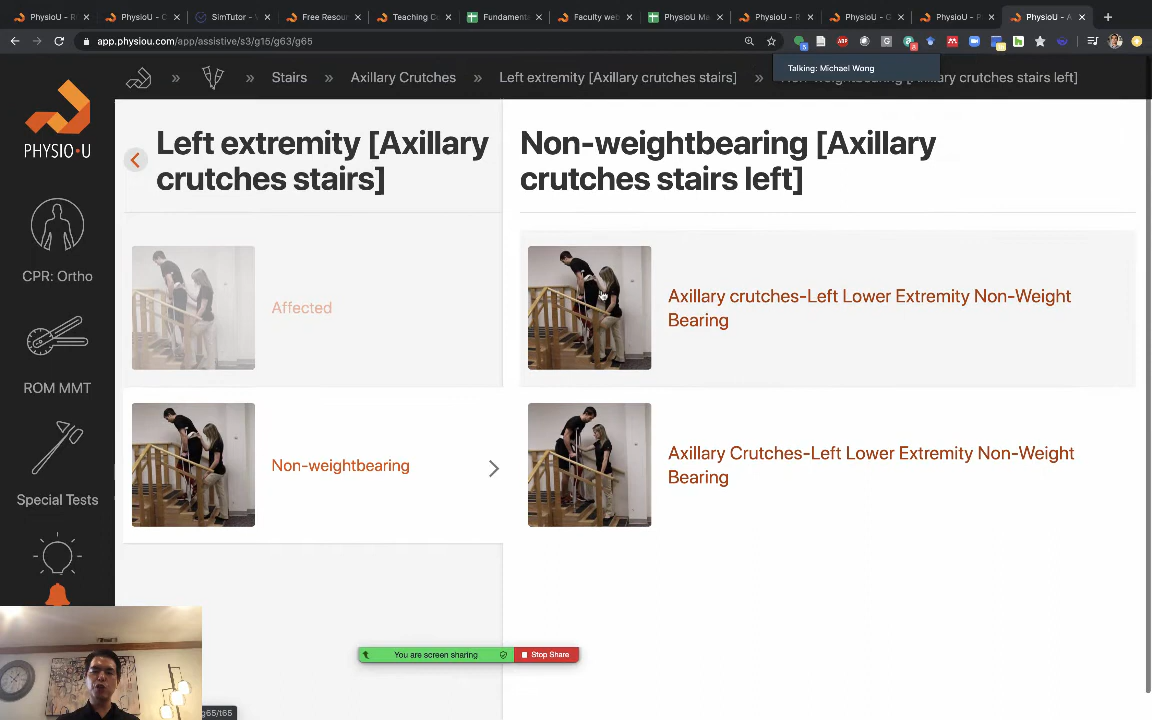 PhysioU - R
PhysioU - C
SimTutor -
Free Resou
Teaching C
Fundament
Faculty web
PhysioU Ma
PhysioU - R
PhysioU - G
PhysioU - P
PhysioU - A
app.physiou.com/app/assistive/s3/g15/g63/g65
Talking: Michael Wong
» » Stairs » Axillary Crutches » Left extremity [Axillary crutches stairs] » [Axillary crutches stairs left]
PHYSIO·U
CPR: Ortho
ROM MMT
Special Tests
Left extremity [Axillary
crutches stairs]
Affected
Non-weightbearing
Non-weightbearing [Axillary
crutches stairs left]
Axillary crutches-Left Lower Extremity Non-Weight
Bearing
Axillary Crutches-Left Lower Extremity Non-Weight
Bearing
You are screen sharing
Stop Share
g65/t65